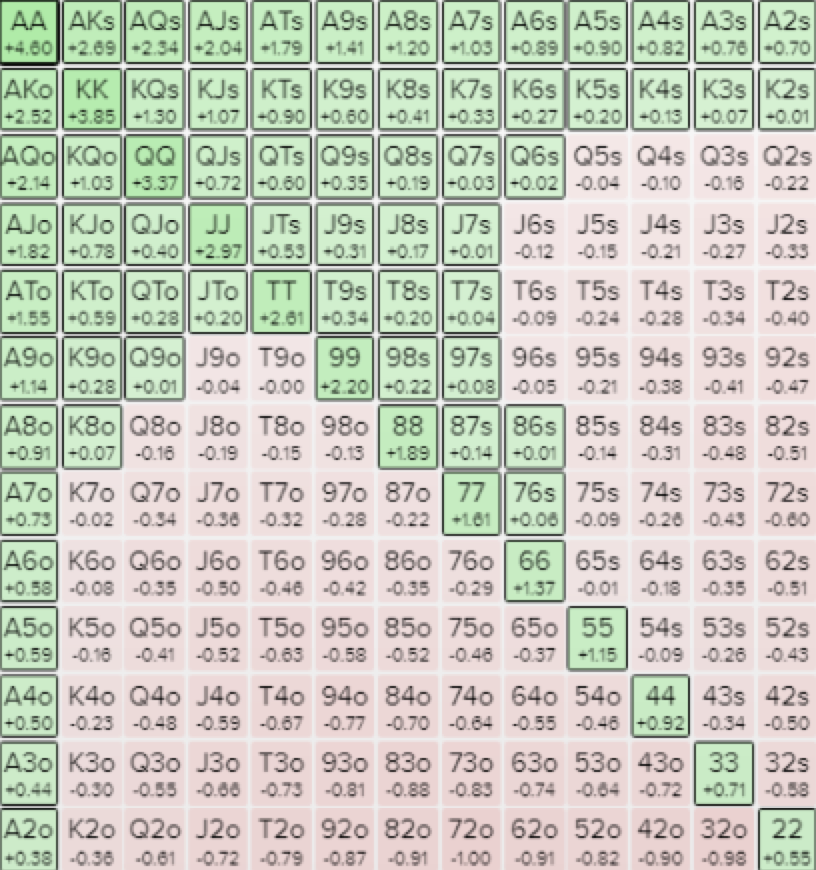 AA AKs AQs AJs ATs A9s A8s A7s A6s A5s A4s A3s A2s
+4.60 +2.69 +2.34 +2.04 +1.79 +1.41 +1.20 +1.03 +0.89 +0.90 +0.82 +0.76 +0.70
AKo KK KQs KJs KTs K9s K8s K7s K6s K5s K4s K3s K2s
+2.52 +3.85 +1.30 +1.07 +0.90 +0.60 +0.41 +0.33 +0.27 +0.20 +0.13 +0.07 +0.01
AQo KQo QQ QJs QTs Q9s Q8s Q7s Q6s Q5s Q4s Q3s Q2s
+2.14 +1.03 +3.37 +0.72 +0.60 +0.35 +0.19 +0.03 +0.02 -0.04 -0.10 -0.16 -0.22
AJo KJo QJo JJ JTs J9s J8s J7s J6s J5s J4s J3s J2s
+1.82 +0.78 +0.40 +2.97 +0.53 +0.31 +0.17 +0.01 -0.12 -0.15 -0.21 -0.27 -0.33
ATo KTo QTo JTo TT T9s T8s T7s T6s T5s T4s T3s T2s
+1.55 +0.59 +0.28 +0.20 +2.61 +0.34 +0.20 +0.04 -0.09 -0.24 -0.28 -0.34 -0.40
A9o K9o Q9o J9o T9o 99 98s 97s 96s 95s 94s 93s 92s
+1.14 +0.28 +0.01 -0.04 -0.00 +2.20 +0.22 +0.08 -0.05 -0.21 -0.38 -0.41 -0.47
A8o K8o Q8o J8o T8o 98o 88 87s 86s 85s 84s 83s 82s
+0.91 +0.07 -0.16 -0.19 -0.15 -0.13 +1.89 +0.14 +0.01 -0.14 -0.31 -0.48 -0.51
A7o K7o Q7o J7o T7o 97o 87o 77 76s 75s 74s 73s 72s
+0.73 -0.02 -0.34 -0.36 -0.32 -0.28 -0.22 +1.61 +0.06 -0.09 -0.26 -0.43 -0.60
A6o K6o Q6o J6o T6o 96o 86o 76o 66 65s 64s 63s 62s
+0.58 -0.08 -0.35 -0.50 -0.46 -0.42 -0.35 -0.29 +1.37 -0.01 -0.18 -0.35 -0.51
A5o K5o Q5o J5o T5o 95o 85o 75o 65o 55 54s 53s 52s
+0.59 -0.16 -0.41 -0.52 -0.63 -0.58 -0.52 -0.46 -0.37 +1.15 -0.09 -0.26 -0.43
A4o K4o Q4o J4o T4o 94o 84o 74o 64o 54o 44 43s 42s
+0.50 -0.23 -0.48 -0.59 -0.67 -0.77 -0.70 -0.64 -0.55 -0.46 +0.92 -0.34 -0.50
A3o K3o Q3o J3o T3o 93o 83o 73o 63o 53o 43o 33 32s
+0.44 -0.30 -0.55 -0.66 -0.73 -0.81 -0.88 -0.83 -0.74 -0.64 -0.72 +0.71 -0.58
A2o K2o Q2o J2o T2o 92o 82o 72o 62o 52o 42o 32o 22
+0.38 -0.36 -0.61 -0.72 -0.79 -0.87 -0.91 -1.00 -0.91 -0.82 -0.90 -0.98 +0.55